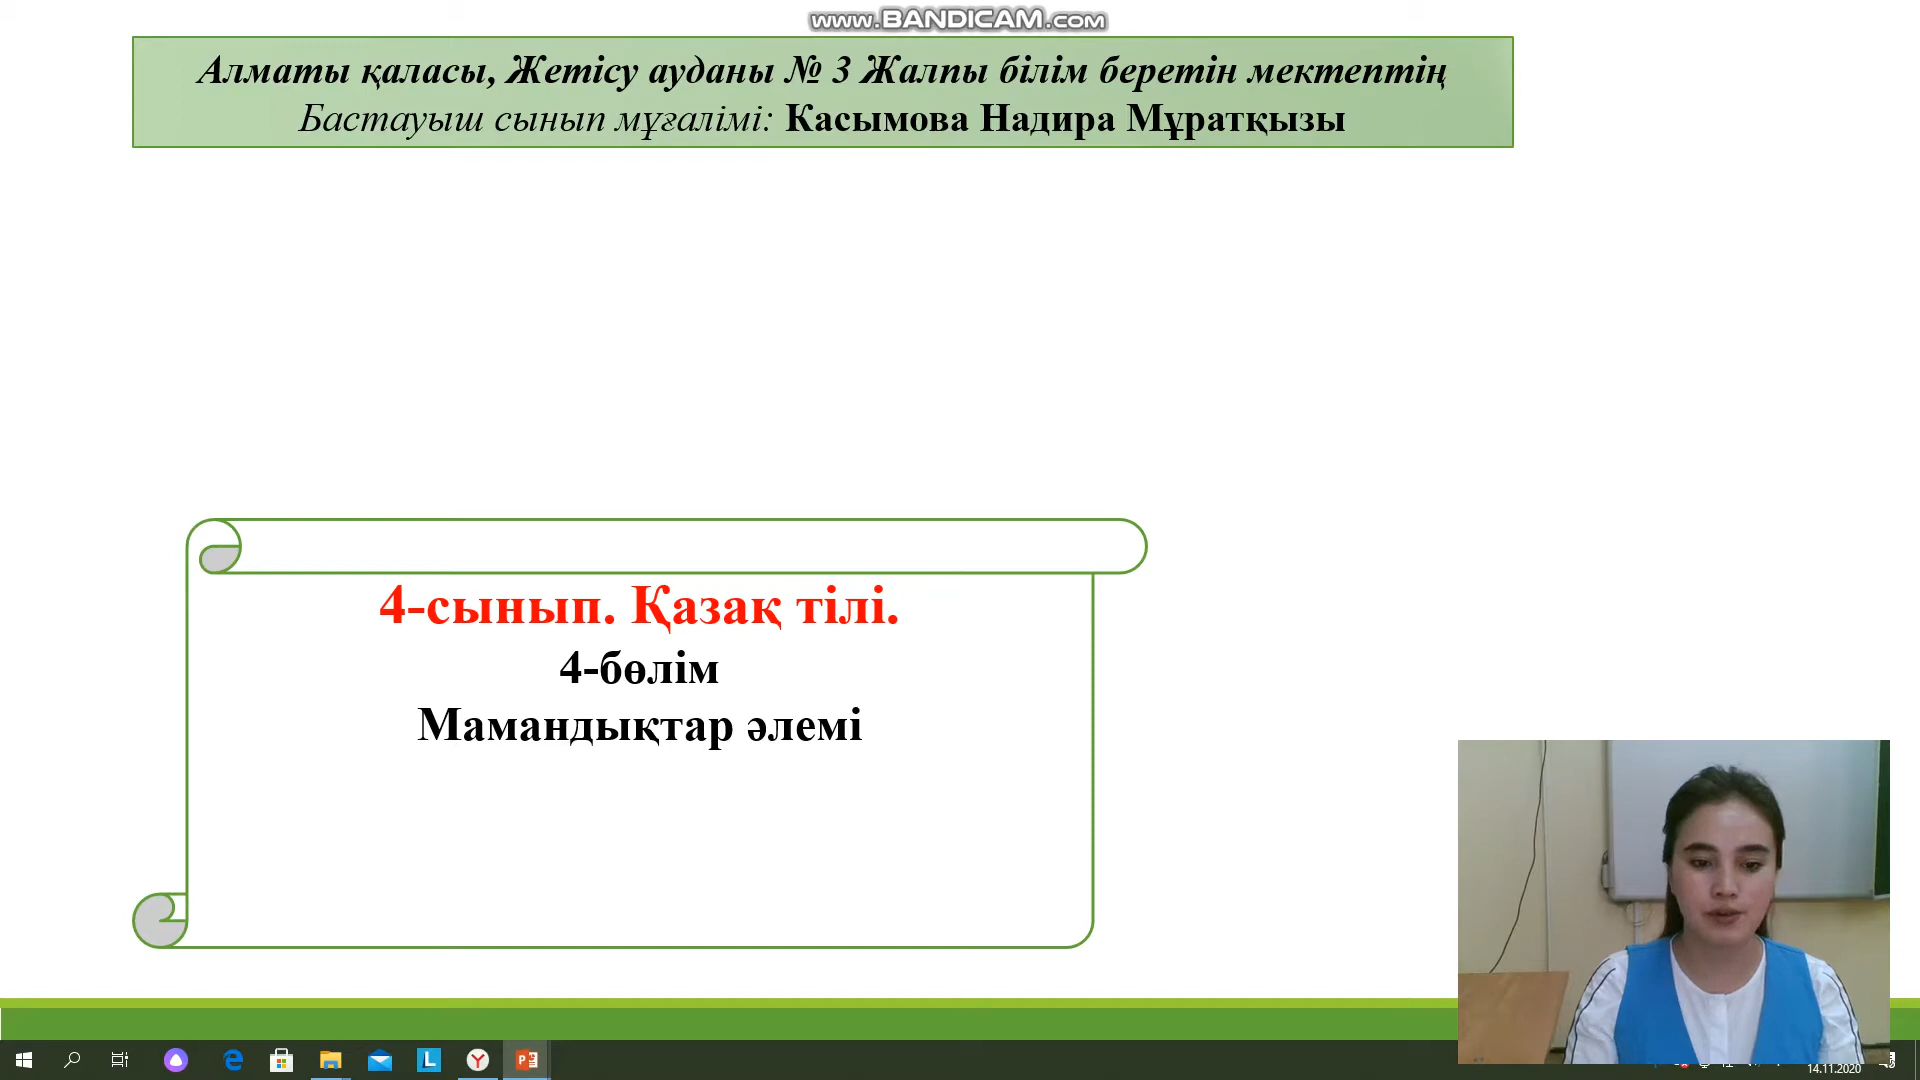 www.BANDICAM.com
Алматы қаласы, Жетісу ауданы № 3 Жалпы білім беретін мектептің
Бастауыш сынып мұғалімі: Касымова Надира Мұратқызы
4-сынып. Қазақ тілі.
4-бөлім
Мамандықтар әлемі
14.11.2020